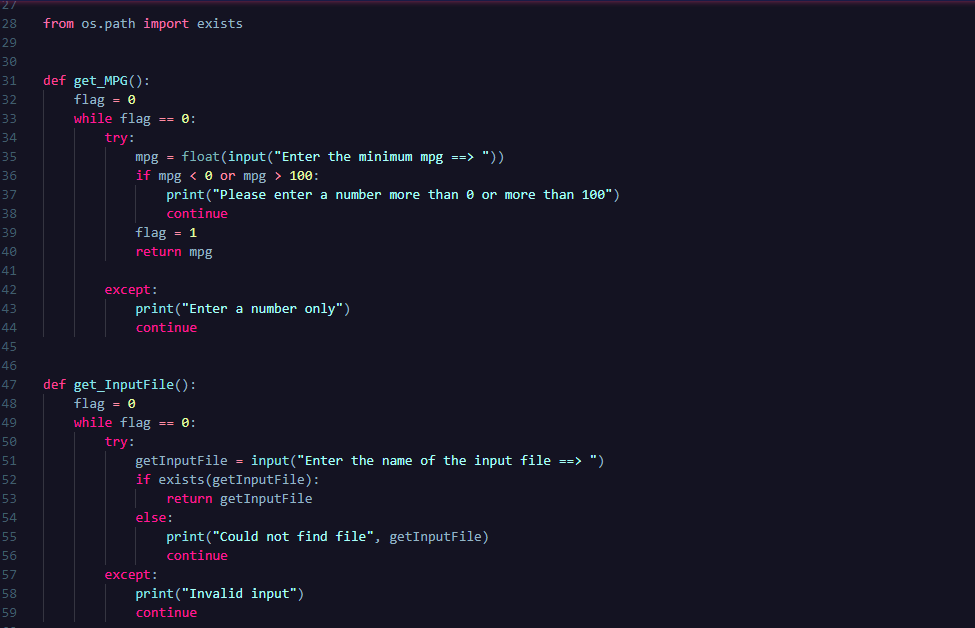 27
28 from os.path import exists
29
30
31 def get_MPG():
32     flag = 0
33     while flag == 0:
34         try:
35             mpg = float(input("Enter the minimum mpg ==> "))
36             if mpg < 0 or mpg > 100:
37                 print("Please enter a number more than 0 or more than 100")
38                 continue
39             flag = 1
40             return mpg
41
42         except:
43             print("Enter a number only")
44             continue
45
46
47 def get_InputFile():
48     flag = 0
49     while flag == 0:
50         try:
51             getInputFile = input("Enter the name of the input file ==> ")
52             if exists(getInputFile):
53                 return getInputFile
54             else:
55                 print("Could not find file", getInputFile)
56                 continue
57         except:
58             print("Invalid input")
59             continue